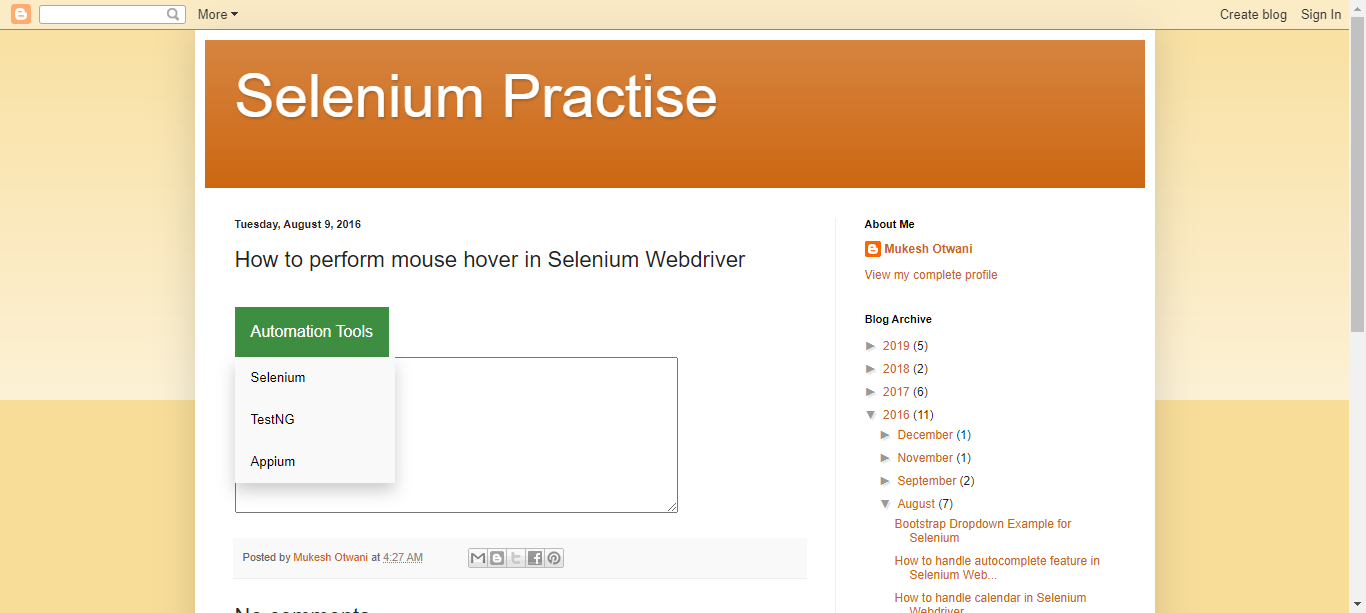 More
Create blog Sign In
Selenium Practise
Tuesday, August 9, 2016
How to perform mouse hover in Selenium Webdriver
Automation Tools
Selenium
TestNG
Appium
Posted by Mukesh Otwani at 4:27 AM
No comments
About Me
Mukesh Otwani
View my complete profile
Blog Archive
► 2019 (5)
► 2018 (2)
► 2017 (6)
▼ 2016 (11)
► December (1)
► November (1)
► September (2)
▼ August (7)
Bootstrap Dropdown Example for
Selenium
How to handle autocomplete feature in
Selenium Web...
How to handle calendar in Selenium
Webdriver